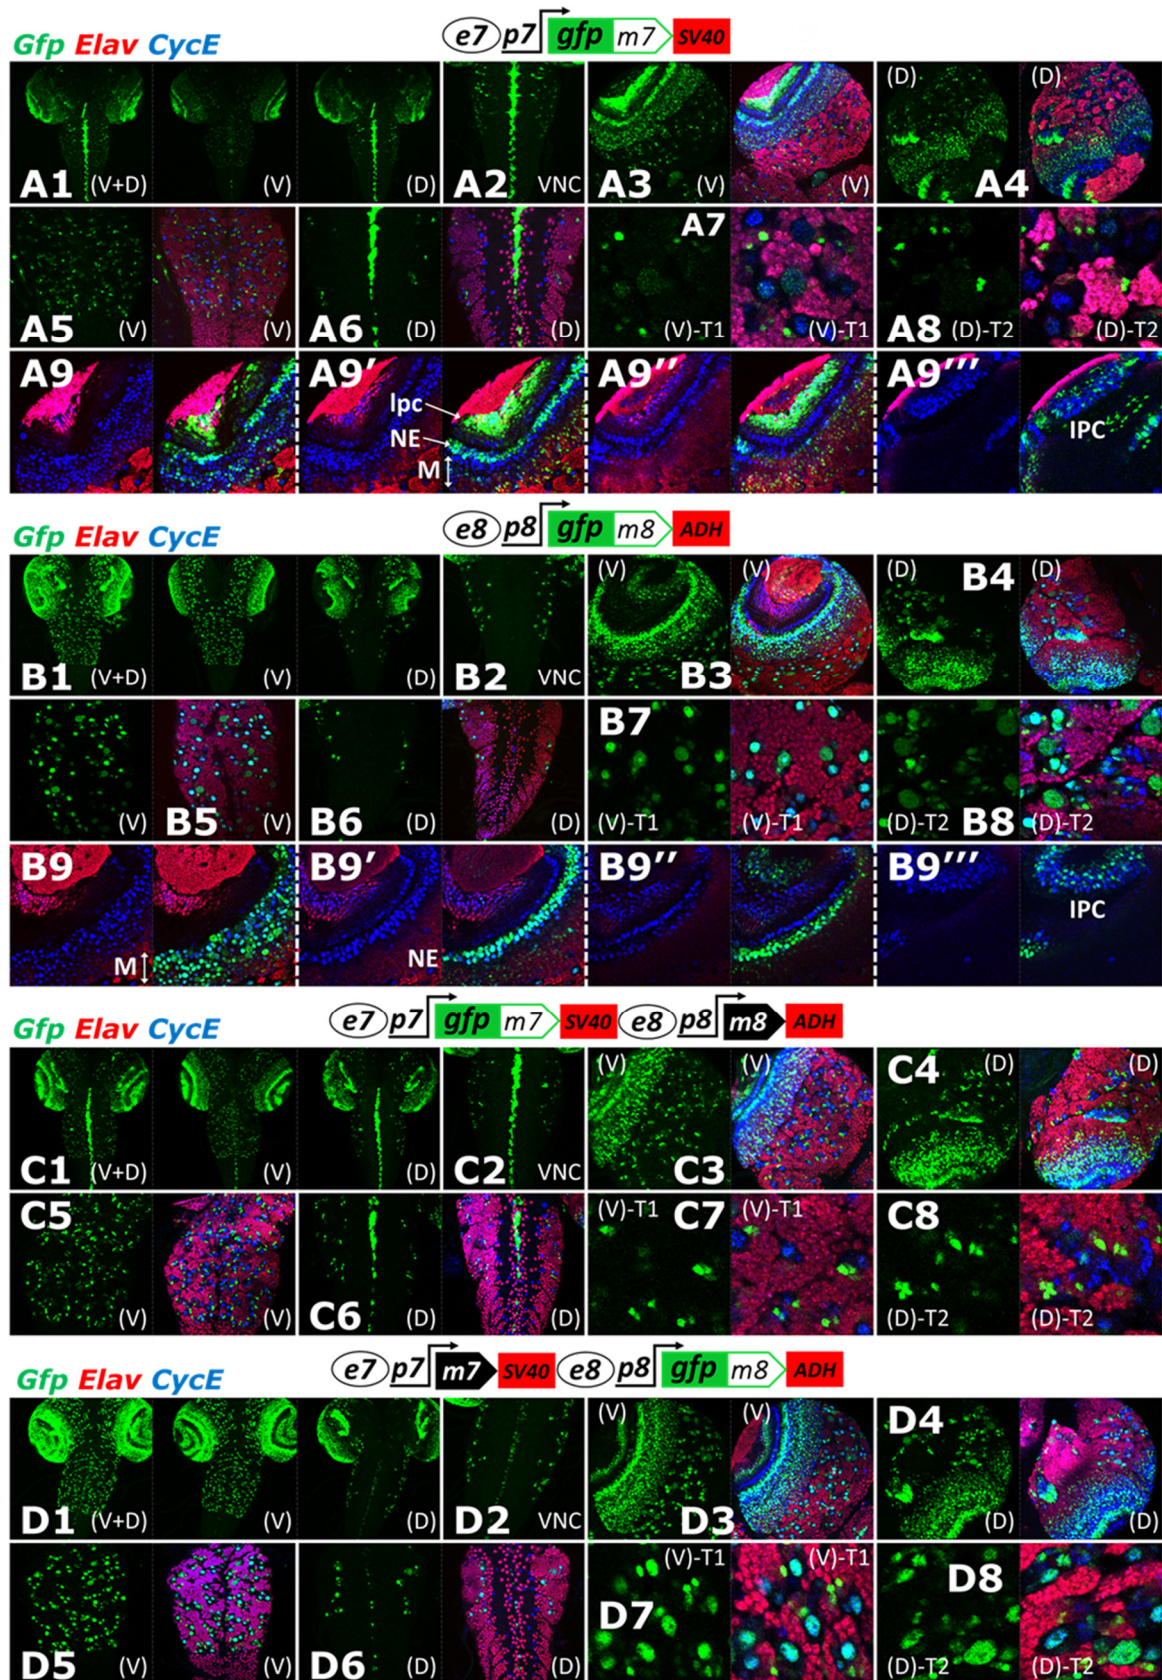 e7 p7 gfp m7 SV40
Gfp Elav CycE
A1 (V+D) (V) (D) A2 VNC A3 (V) (V) (D) A4 (D)
A5 (V) (V) A6 (D) (D) A7 (V)-T1 (V)-T1 A8 (D)-T2 (D)-T2
A9 A9′ A9′′ A9′′′
lpc
NE
M
IPC
e8 p8 gfp m8 ADH
Gfp Elav CycE
B1 (V+D) (V) (D) B2 VNC (V) B3 (V) (D) B4 (D)
(V) B5 (V) B6 (D) (D) B7 (V)-T1 (V)-T1 (D)-T2 B8 (D)-T2
B9 B9′ B9′′ B9′′′
M
NE
IPC
e7 p7 gfp m7 SV40 e8 p8 m8 ADH
Gfp Elav CycE
C1 (V+D) (V) (D) C2 VNC (V) C3 (V) C4 (D)
C5 (V) (V) C6 (D) (D) (V)-T1 C7 (V)-T1 C8 (D)-T2 (D)-T2
e7 p7 m7 SV40 e8 p8 gfp m8 ADH
Gfp Elav CycE
D1 (V+D) (V) (D) D2 VNC (V) D3 (V) D4 (D) (D)
D5 (V) (V) D6 (D) (D) D7 (V)-T1 (V)-T1 D8 (D)-T2 (D)-T2